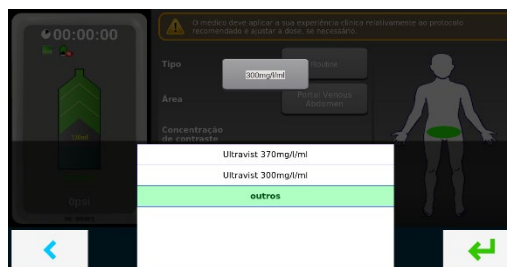 00:00:00
O médico deve aplicar a sua experiência clínica relativamente ao protocolo
recomendado e ajustar a dose, se necessário.
Tipo
Routine
300mg/l/ml
Área
Portal Venoso
Abdomen
Concentração
de contraste
0psi
Ultravist 370mg/l/ml
Ultravist 300mg/l/ml
outros